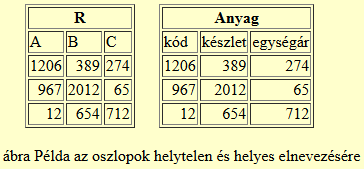 R Anyag
A B C kód készlet egységár
1206 389 274 1206 389 274
967 2012 65 967 2012 65
12 654 712 12 654 712
ábra Példa az oszlopok helytelen és helyes elnevezésére